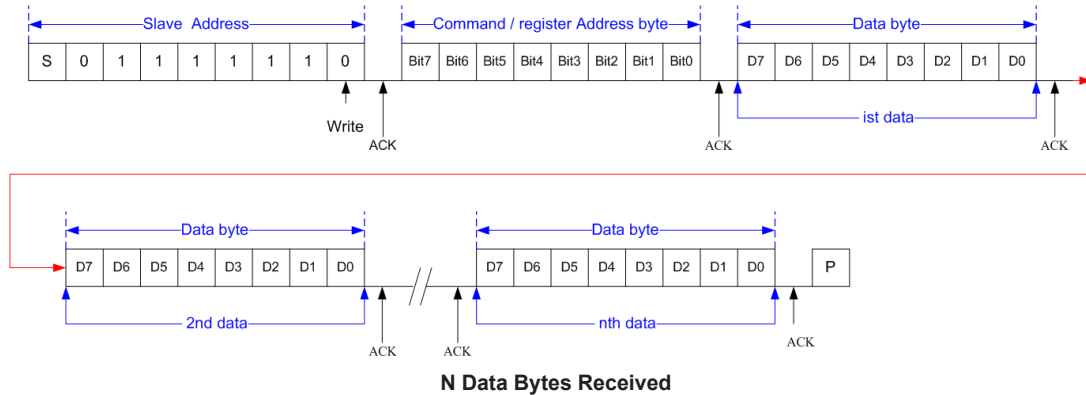 Slave Address Command / register Address byte Data byte
S 0 1 1 1 1 1 1 0 Bit7 Bit6 Bit5 Bit4 Bit3 Bit2 Bit1 Bit0 D7 D6 D5 D4 D3 D2 D1 D0
ist data
Write
ACK ACK ACK
Data byte Data byte
D7 D6 D5 D4 D3 D2 D1 D0 D7 D6 D5 D4 D3 D2 D1 D0 P
2nd data nth data
ACK ACK ACK
N Data Bytes Received